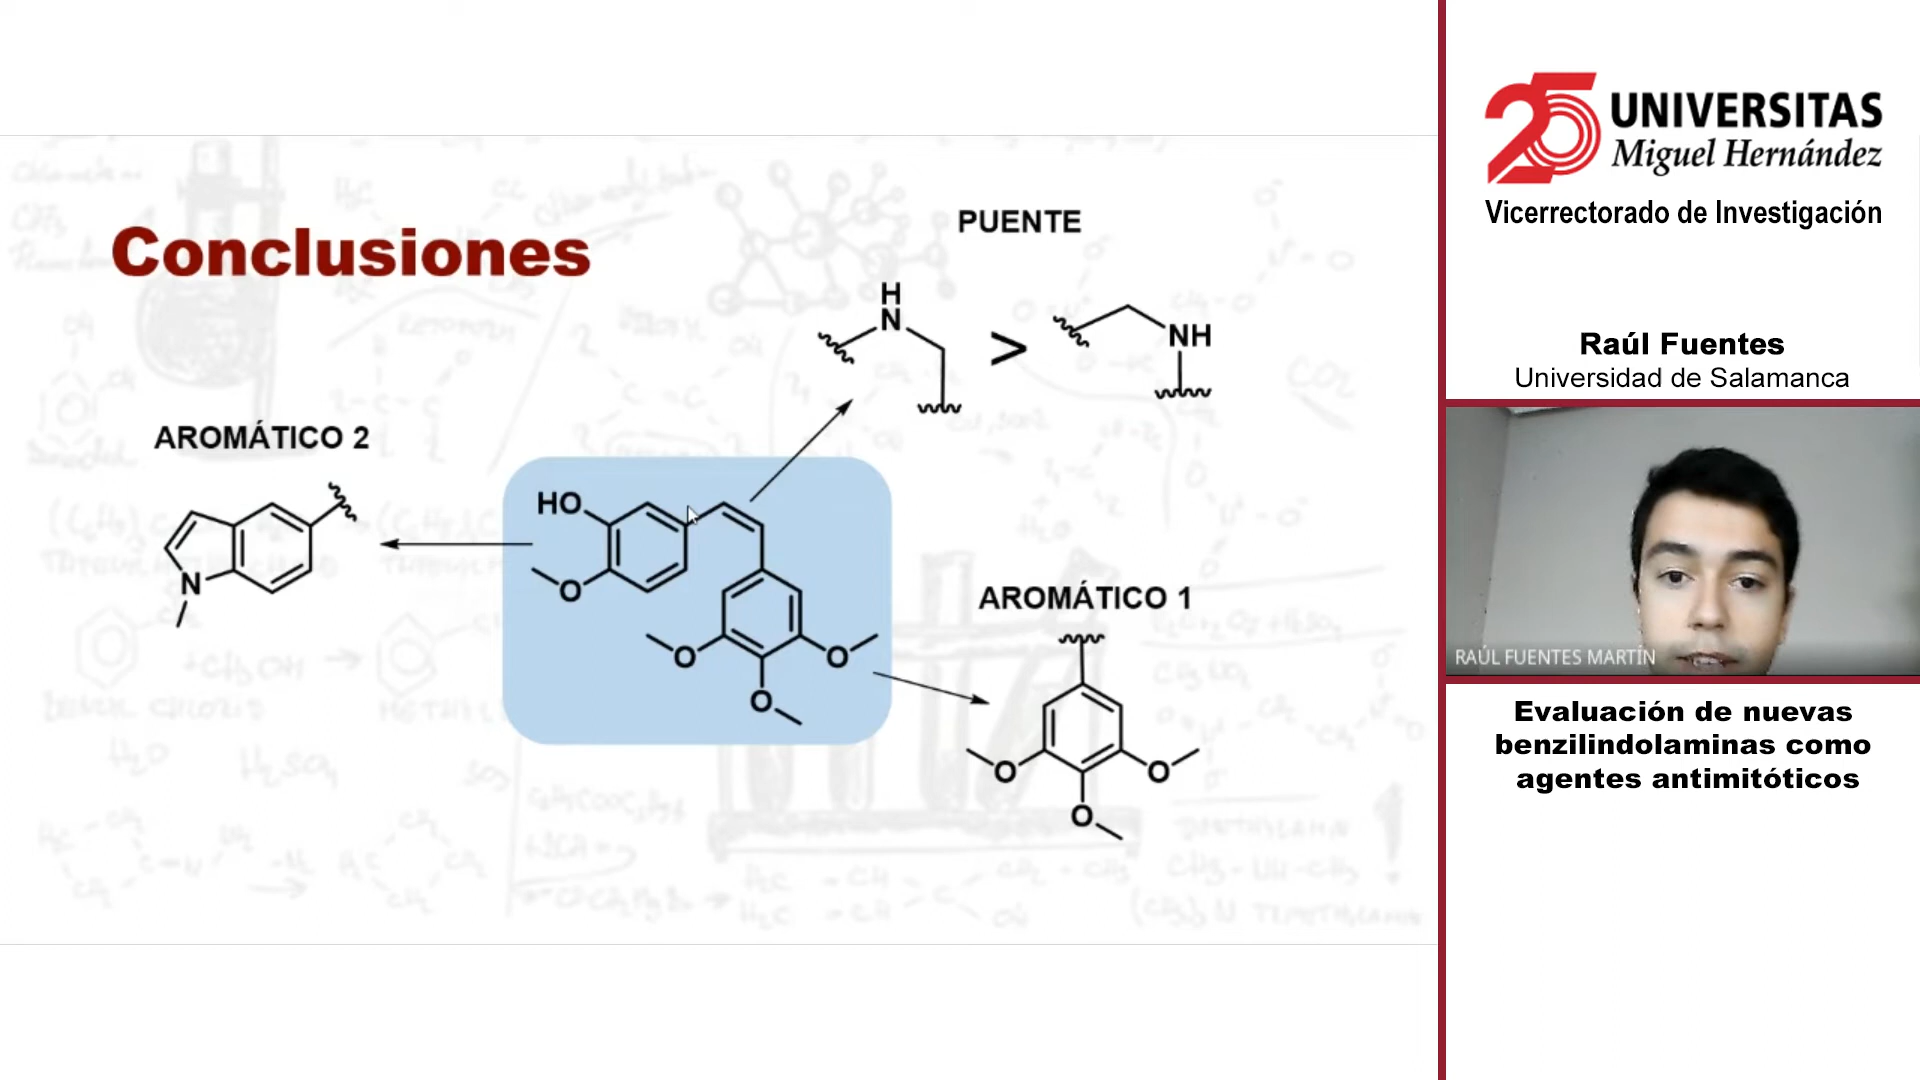 Conclusiones
PUENTE
H
N
>
NH
AROMÁTICO 2
N
HO
O
O
O
O
AROMÁTICO 1
O
O
O
25 UNIVERSITAS
Miguel Hernández
Vicerrectorado de Investigación
Raúl Fuentes
Universidad de Salamanca
RAÚL FUENTES MARTÍN
Evaluación de nuevas
benzilindolaminas como
agentes antimitóticos